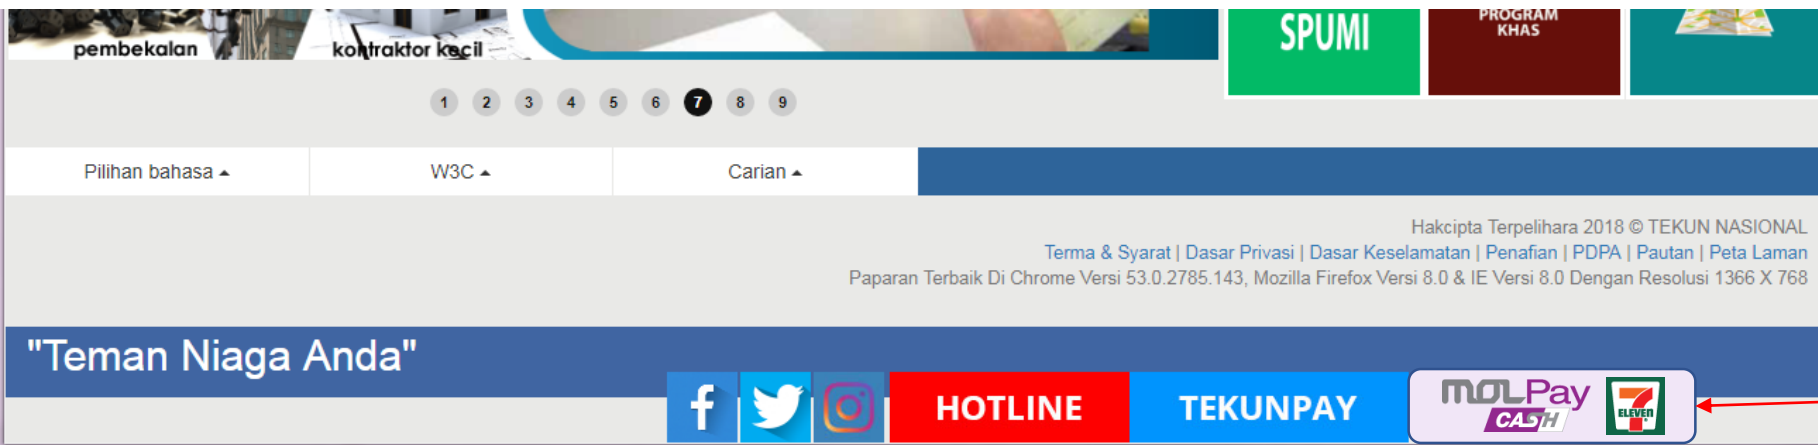 pembekalan
kontraktor kecil
SPUMI
PROGRAM
KHAS
1 2 3 4 5 6 7 8 9
Pilihan bahasa
W3C
Carian
Hakcipta Terpelihara 2018 © TEKUN NASIONAL
Terma & Syarat | Dasar Privasi | Dasar Keselamatan | Penafian | PDPA | Pautan | Peta Laman
Paparan Terbaik Di Chrome Versi 53.0.2785.143, Mozilla Firefox Versi 8.0 & IE Versi 8.0 Dengan Resolusi 1366 X 768
"Teman Niaga Anda"
f
HOTLINE
TEKUNPAY
MOLPay
CASH
7
ELEVEn